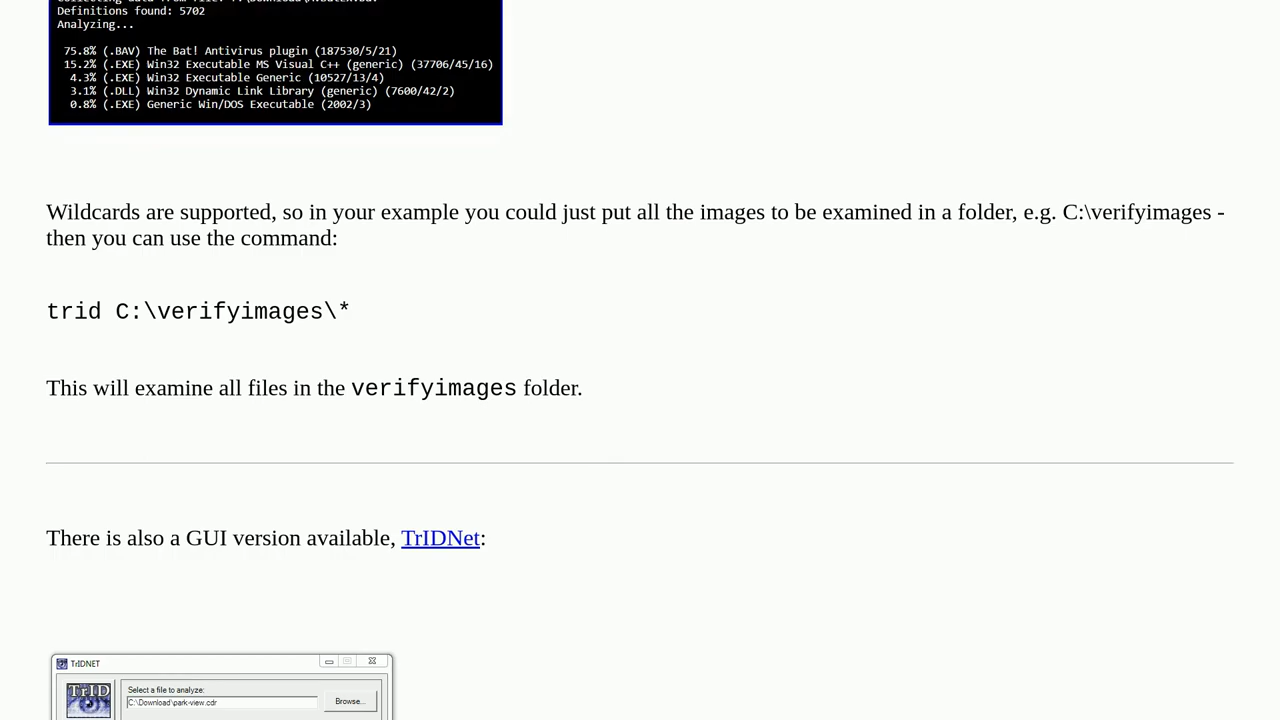 Definitions found: 5702
Analyzing...
75.8% (.BAV) The Bat! Antivirus plugin (187530/5/21)
15.2% (.EXE) Win32 Executable MS Visual C++ (generic) (37706/45/16)
4.3% (.EXE) Win32 Executable Generic (10527/13/4)
3.1% (.DLL) Win32 Dynamic Link Library (generic) (7600/42/2)
0.8% (.EXE) Generic Win/DOS Executable (2002/3)
Wildcards are supported, so in your example you could just put all the images to be examined in a folder, e.g. C:\verifyimages -
then you can use the command:
trid C:\verifyimages\*
This will examine all files in the verifyimages folder.
There is also a GUI version available, TrIDNet:
TrIDNET
TrID
Select a file to analyze:
C:\Download\park-view.cdr
Browse...